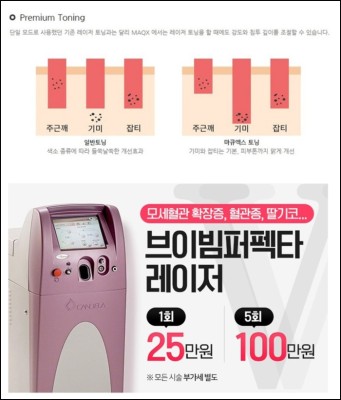 Premium Toning
단일 모드로 사용했던 기존 레이저 토닝과는 달리 MAQX 에서는 레이저 토닝을 할 때에도 강도와 침투 깊이를 조절할 수 있습니다.
주근깨 기미 잡티 주근깨 기미 잡티
일반토닝 마큐맥스 토닝
색소 종류에 따라 들쑥날쑥한 개선효과 기미와 잡티는 기본, 피부톤까지 맑게 개선
모세혈관 확장증, 혈관증, 딸기코...
브이빔퍼펙타
레이저
1회 5회
25만원 100만원
※ 모든 시술 부가세 별도
CANDELA